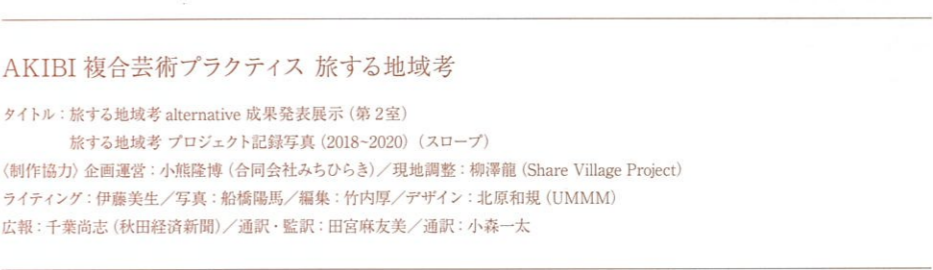 AKIBI 複合芸術プラクティス 旅する地域考
タイトル：旅する地域考 alternative 成果発表展示（第2室）
旅する地域考 プロジェクト記録写真（2018~2020）（スロープ）
〈制作協力〉企画運営：小熊隆博（合同会社みちひらき）／現地調整：柳澤龍（Share Village Project）
ライティング：伊藤美生／写真：船橋陽馬／編集：竹内厚／デザイン：北原和規（UMMM）
広報：千葉尚志（秋田経済新聞）／通訳・監訳：田宮麻友美／通訳：小森一太